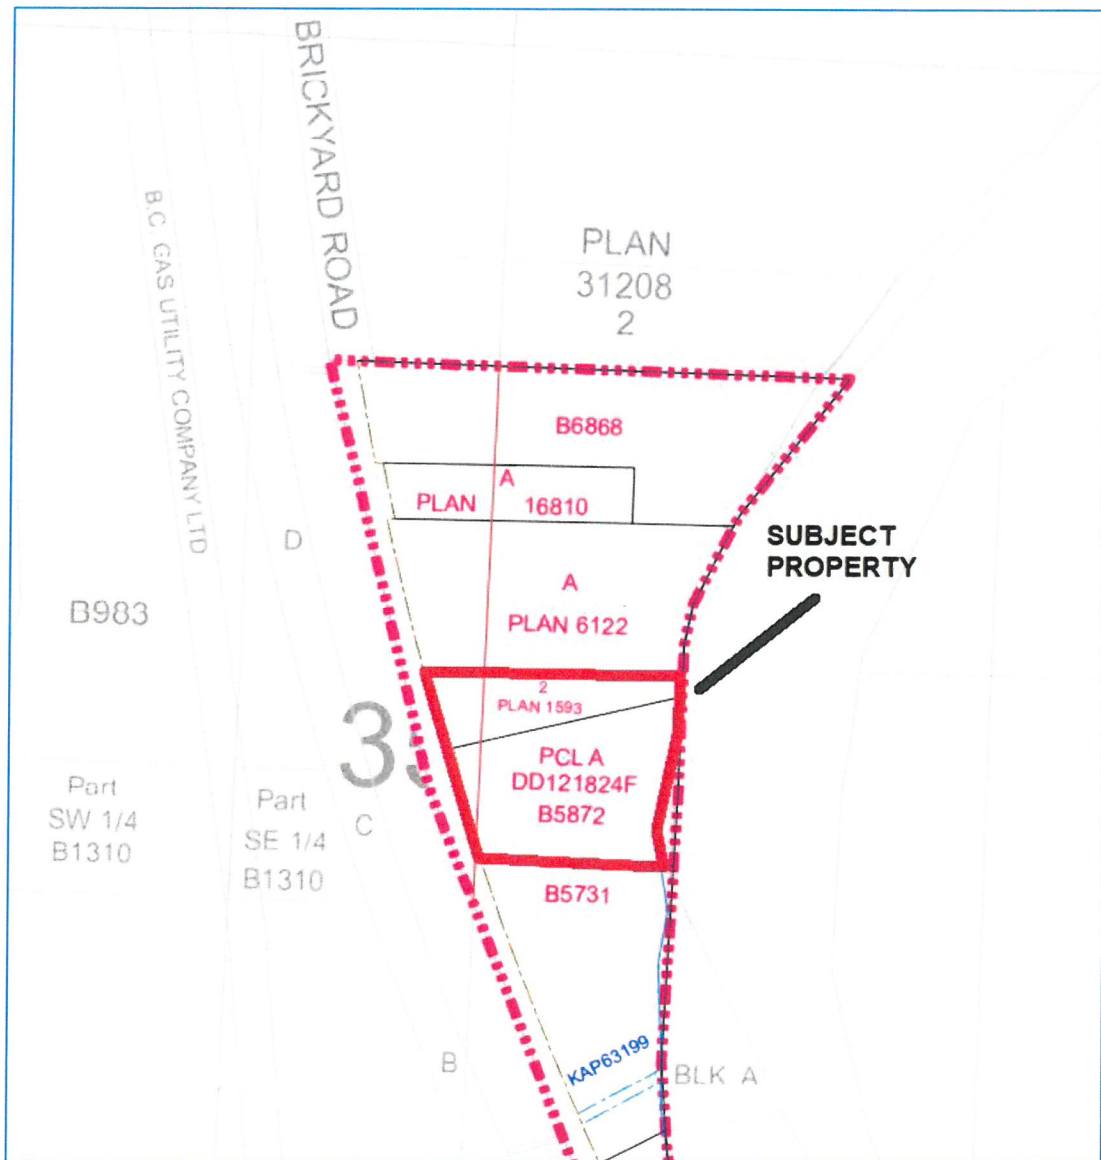 BRICKYARD ROAD
B.C. GAS UTILITY COMPANY LTD
PLAN
31208
2
B6868
A
PLAN 16810
D
SUBJECT
PROPERTY
A
PLAN 6122
B983
2
PLAN 1593
PCL A
DD121824F
B5872
Part
SW 1/4
B1310
Part
SE 1/4
B1310
C
B5731
KAP63199
B
BLK A